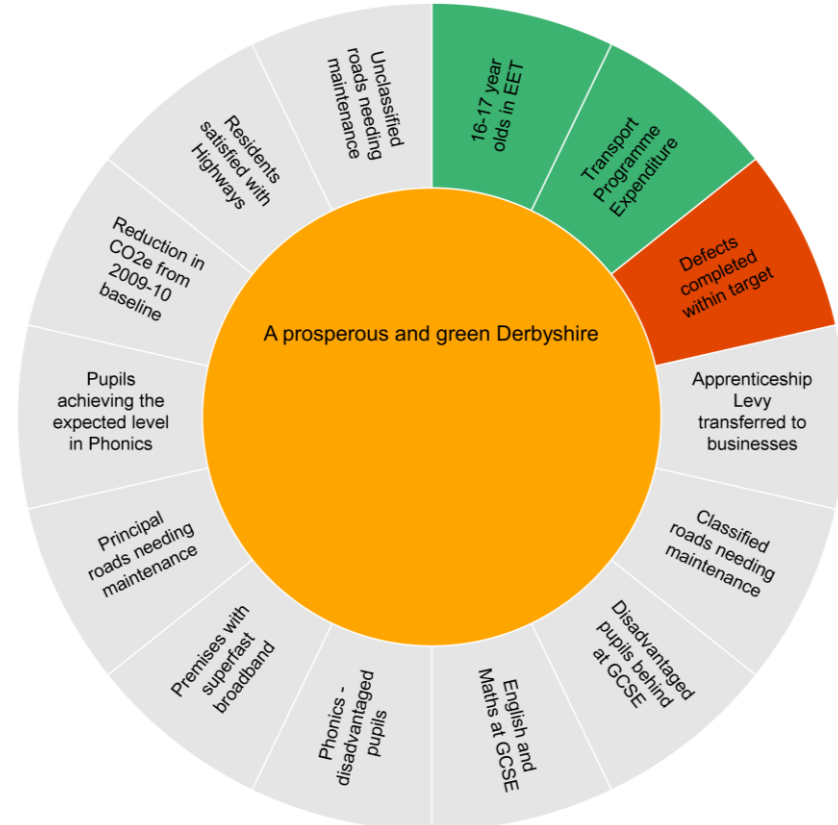 A prosperous and green Derbyshire
16-17 year
olds in EET
Transport
Programme
Expenditure
Defects
completed
within target
Apprenticeship
Levy
transferred to
businesses
Classified
roads needing
maintenance
Disadvantaged
pupils behind
at GCSE
English and
Maths at GCSE
Phonics -
disadvantaged
pupils
Premises with
superfast
broadband
Principal
roads needing
maintenance
Pupils
achieving the
expected level
in Phonics
Reduction in
CO2e from
2009-10
baseline
Residents
satisfied with
Highways
Unclassified
roads needing
maintenance